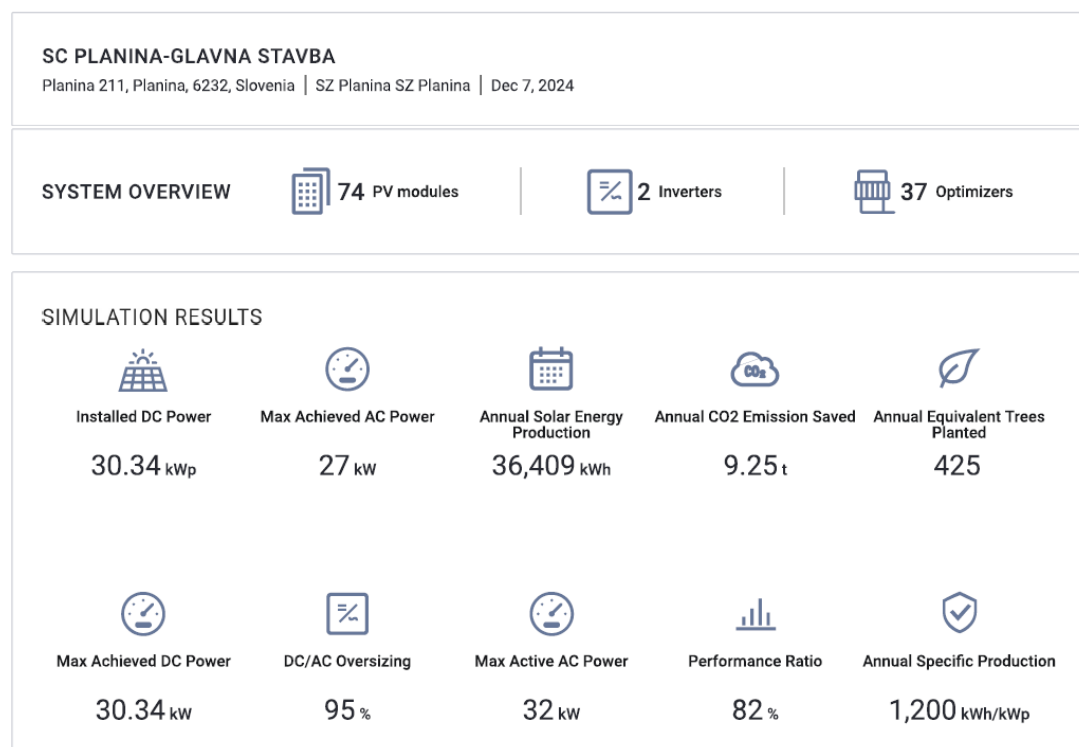 SC PLANINA-GLAVNA STAVBA
Planina 211, Planina, 6232, Slovenia | SZ Planina SZ Planina | Dec 7, 2024
SYSTEM OVERVIEW
74 PV modules
2 Inverters
37 Optimizers
SIMULATION RESULTS
Installed DC Power
30.34 kWp
Max Achieved AC Power
27 kW
Annual Solar Energy
Production
36,409 kWh
CO₂
Annual CO2 Emission Saved
9.25 t
Annual Equivalent Trees
Planted
425
Max Achieved DC Power
30.34 kW
DC/AC Oversizing
95 %
Max Active AC Power
32 kW
Performance Ratio
82 %
Annual Specific Production
1,200 kWh/kWp